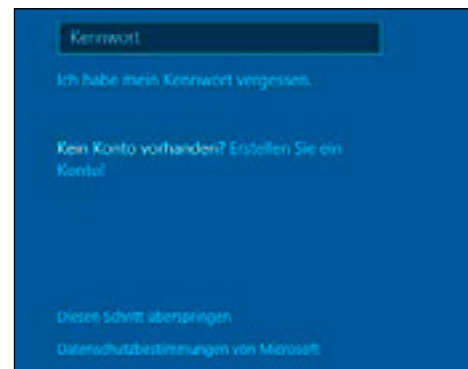 Kennwort
Ich habe mein Kennwort vergessen.
Kein Konto vorhanden? Erstellen Sie ein
Konto!
Diesen Schritt überspringen
Datenschutzbestimmungen von Microsoft